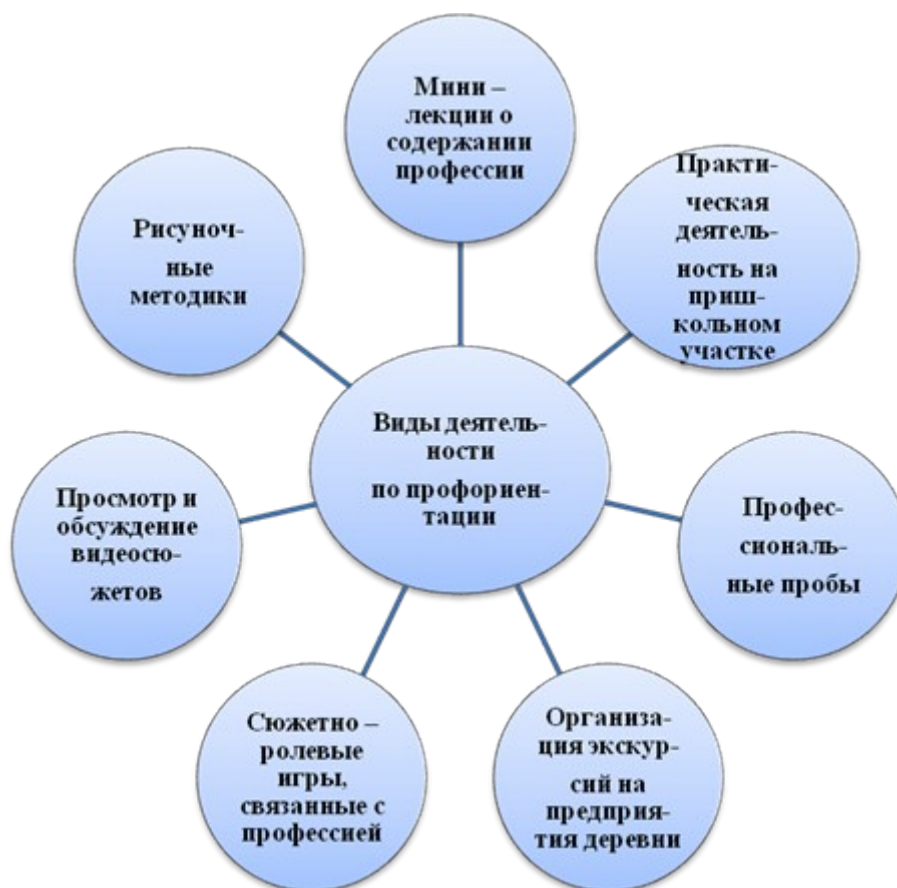 Мини –
лекции о
содержании
профессии
Практи-
ческая
деятель-
ность на
приш-
кольном
участке
Рисуноч-
ные
методики
Виды деятель-
ности
по профориен-
тации
Просмотр и
обсуждение
видеосю-
жетов
Профес-
сиональ-
ные пробы
Сюжетно –
ролевые
игры,
связанные с
профессией
Организа-
ция экскур-
сий на
предприя-
тия деревни